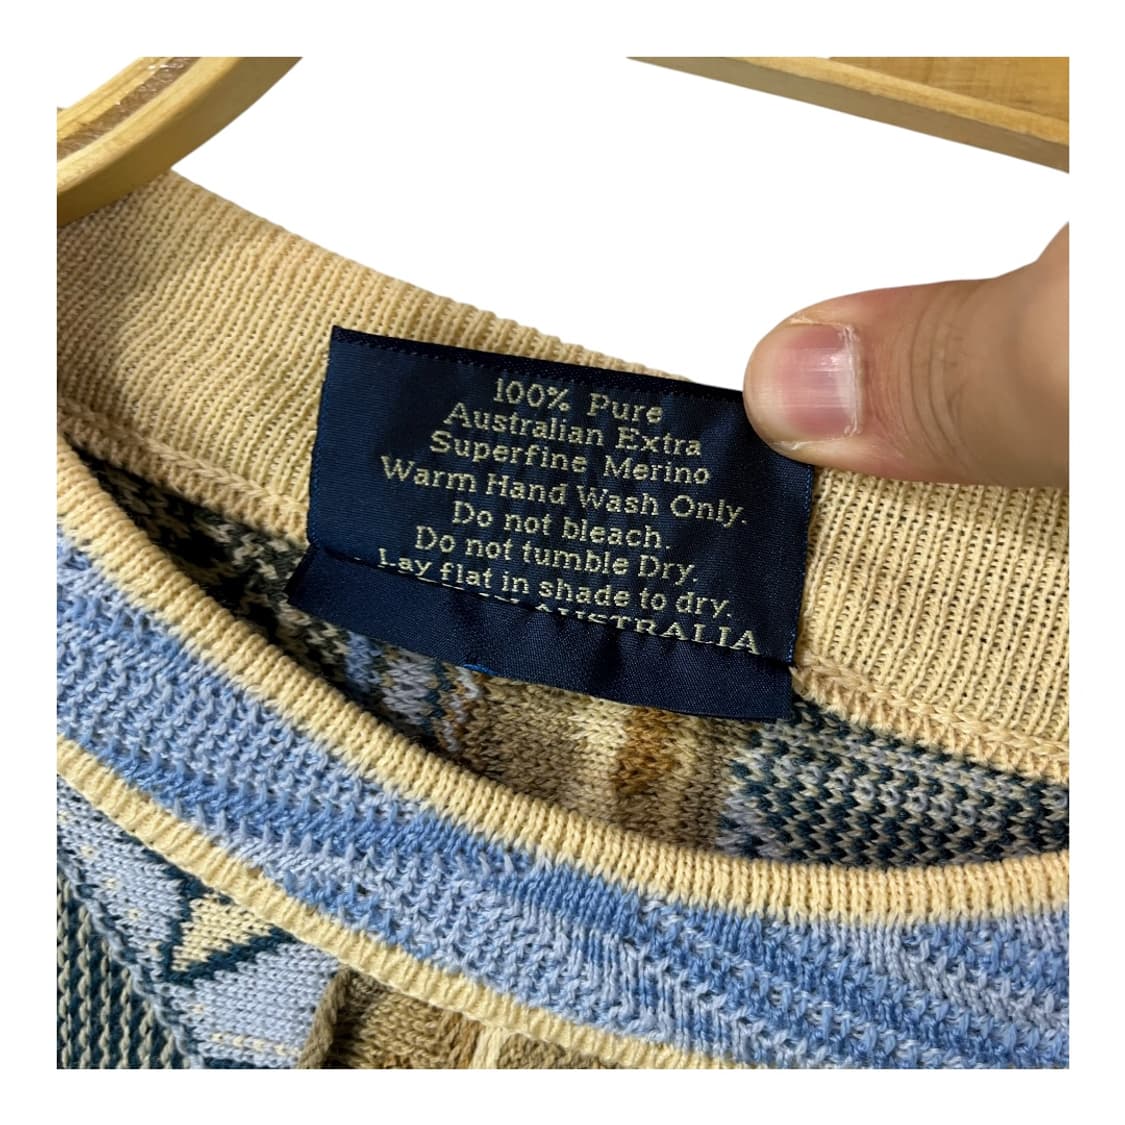 100% Pure
Australian Extra
Superfine Merino
Warm Hand Wash Only.
Do not bleach.
Do not tumble Dry.
Lay flat in shade to dry.
AUSTRALIA